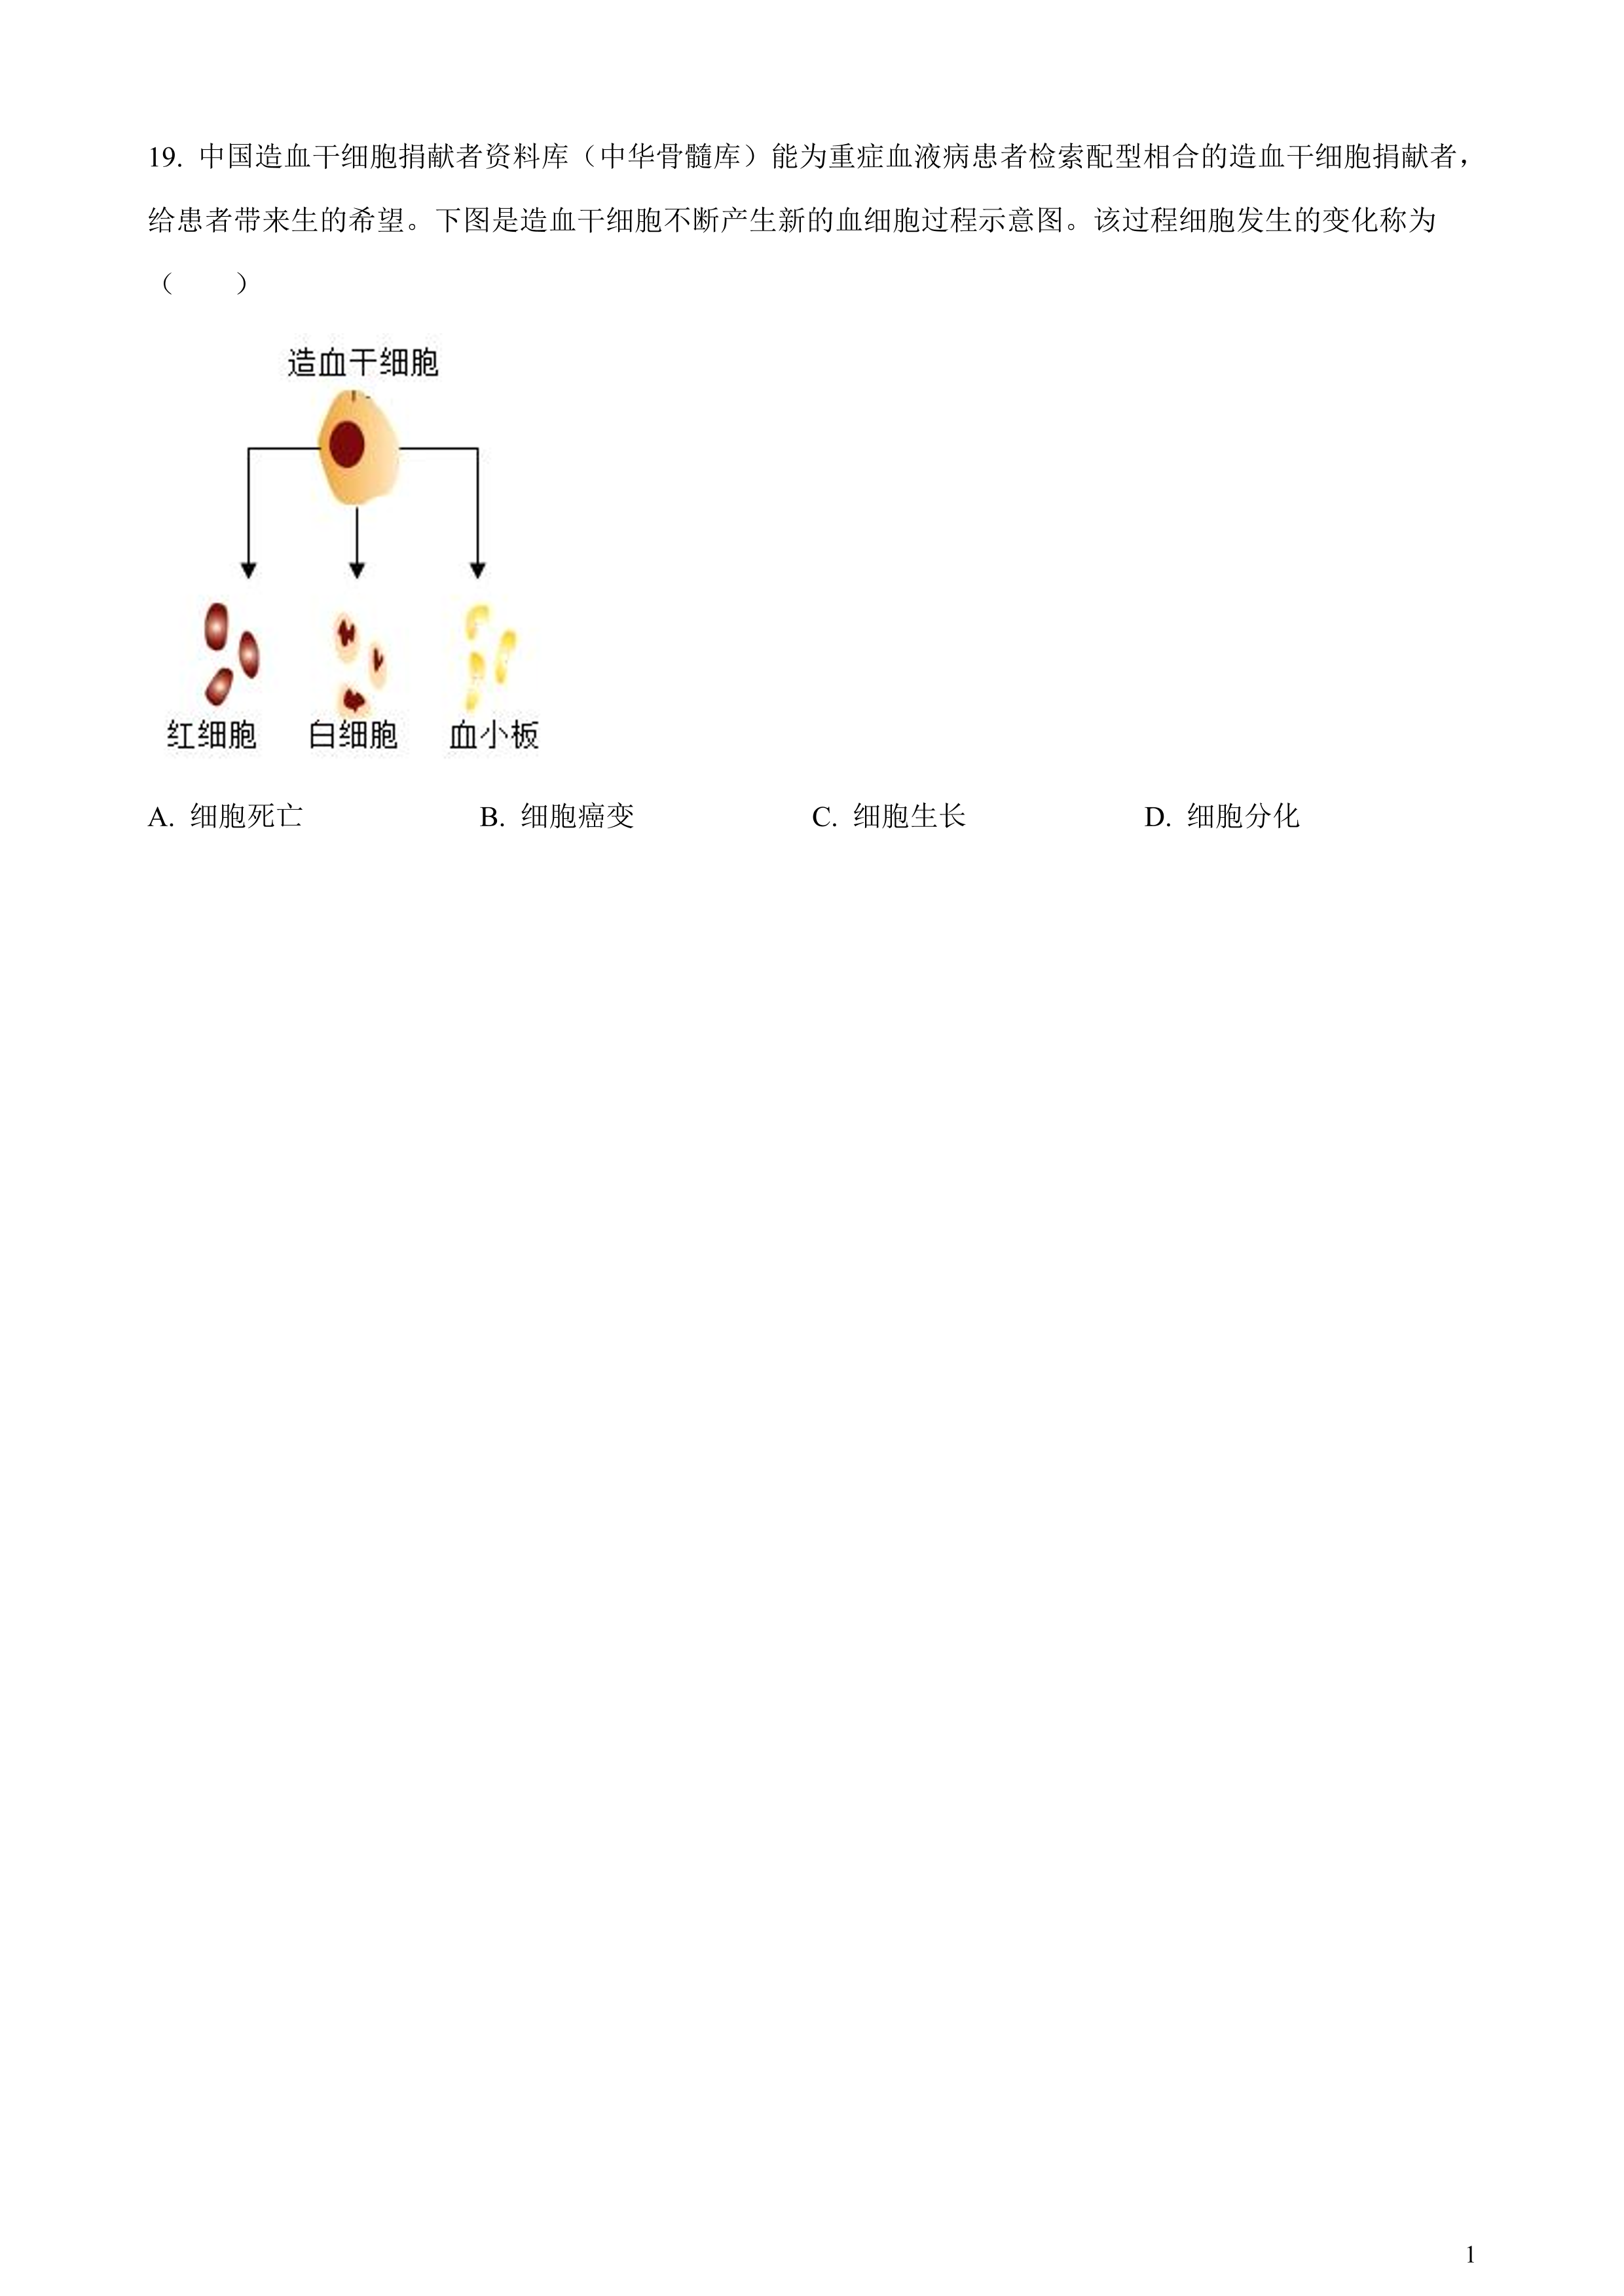 19. 中国造血干细胞捐献者资料库（中华骨髓库）能为重症血液病患者检索配型相合的造血干细胞捐献者，
给患者带来生的希望。下图是造血干细胞不断产生新的血细胞过程示意图。该过程细胞发生的变化称为
（　　）
造血干细胞
红细胞 白细胞 血小板
A. 细胞死亡 B. 细胞癌变 C. 细胞生长 D. 细胞分化
1